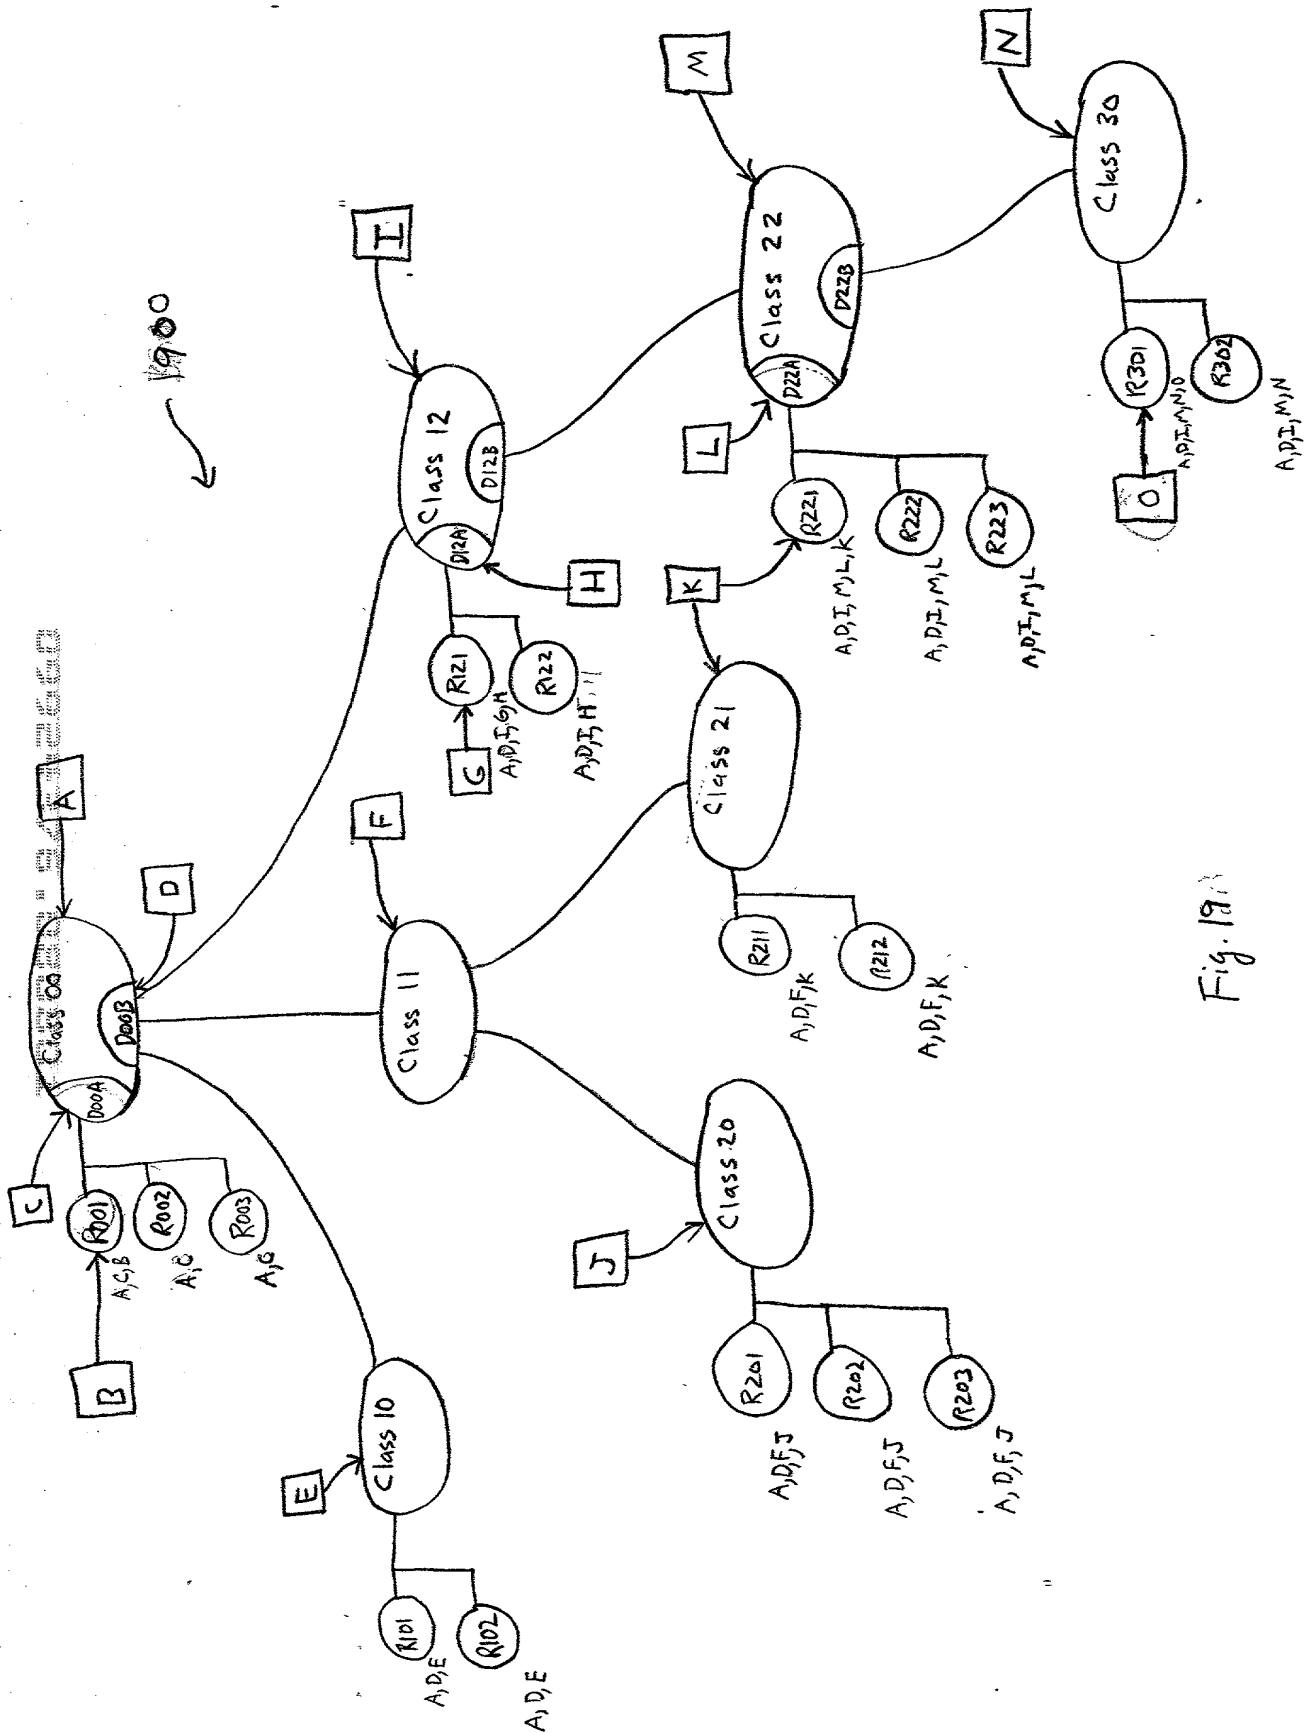 1900
A
Class 00
D00A
D00B
C
D
B
R001
A,C,B
R002
A,C
R003
A,C
E
Class 10
R101
A,D,E
R102
A,D,E
F
Class 11
I
Class 12
D12A
D12B
H
G
R121
A,D,I,G,H
R122
A,D,I,H
J
Class 20
R201
A,D,F,J
R202
A,D,F,J
R203
A,D,F,J
K
Class 21
R211
A,D,F,K
R212
A,D,F,K
M
Class 22
D22A
D22B
L
R221
A,D,I,M,L,K
R222
A,D,I,M,L
R223
A,D,I,M,L
N
Class 30
O
R301
A,D,I,M,N,O
R302
A,D,I,M,N
Fig. 19